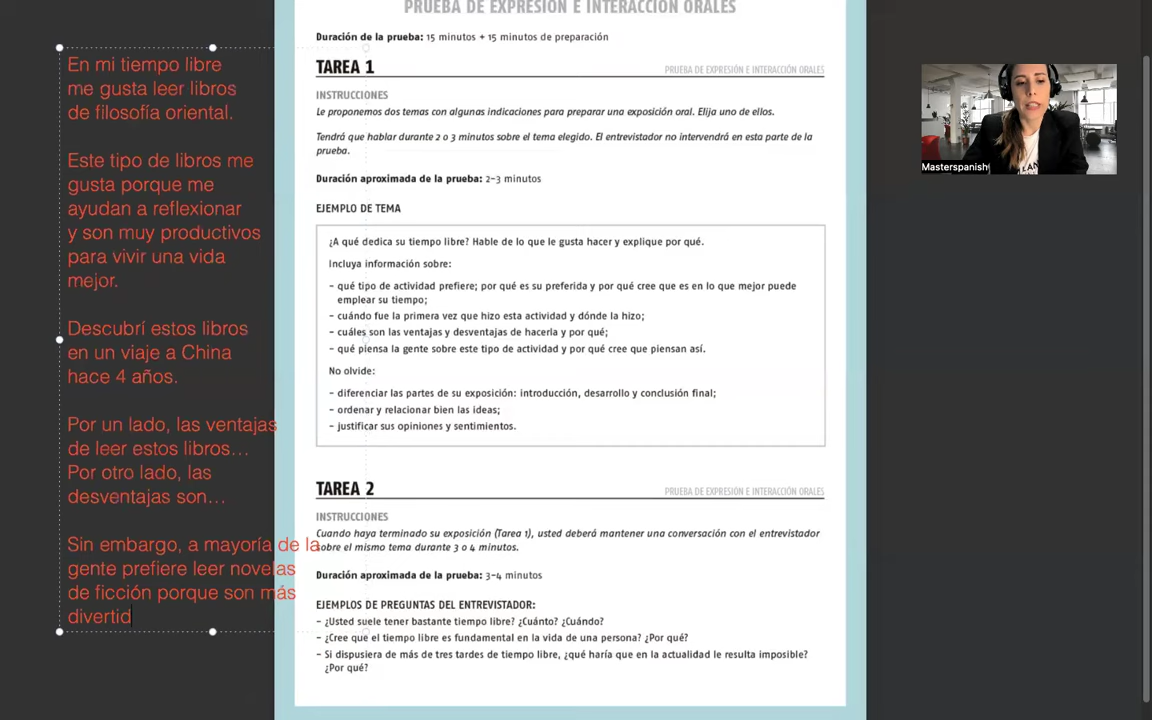 En mi tiempo libre
me gusta leer libros
de filosofía oriental.
Este tipo de libros me
gusta porque me
ayudan a reflexionar
y son muy productivos
para vivir una vida
mejor.
Descubrí estos libros
en un viaje a China
hace 4 años.
Por un lado, las ventajas
de leer estos libros…
Por otro lado, las
desventajas son…
Sin embargo, a mayoría de la
gente prefiere leer novelas
de ficción porque son más
divertid
PRUEBA DE EXPRESIÓN E INTERACCIÓN ORALES
Duración de la prueba: 15 minutos + 15 minutos de preparación
TAREA 1
PRUEBA DE EXPRESIÓN E INTERACCIÓN ORALES
INSTRUCCIONES
Le proponemos dos temas con algunas indicaciones para preparar una exposición oral. Elija uno de ellos.
Tendrá que hablar durante 2 o 3 minutos sobre el tema elegido. El entrevistador no intervendrá en esta parte de la
prueba.
Duración aproximada de la prueba: 2-3 minutos
EJEMPLO DE TEMA
¿A qué dedica su tiempo libre? Hable de lo que le gusta hacer y explique por qué.
Incluya información sobre:
- qué tipo de actividad prefiere; por qué es su preferida y por qué cree que es en lo que mejor puede
emplear su tiempo;
- cuándo fue la primera vez que hizo esta actividad y dónde la hizo;
- cuáles son las ventajas y desventajas de hacerla y por qué;
- qué piensa la gente sobre este tipo de actividad y por qué cree que piensan así.
No olvide:
- diferenciar las partes de su exposición: introducción, desarrollo y conclusión final;
- ordenar y relacionar bien las ideas;
- justificar sus opiniones y sentimientos.
TAREA 2
PRUEBA DE EXPRESIÓN E INTERACCIÓN ORALES
INSTRUCCIONES
Cuando haya terminado su exposición (Tarea 1), usted deberá mantener una conversación con el entrevistador
sobre el mismo tema durante 3 o 4 minutos.
Duración aproximada de la prueba: 3-4 minutos
EJEMPLOS DE PREGUNTAS DEL ENTREVISTADOR:
- ¿Usted suele tener bastante tiempo libre? ¿Cuánto? ¿Cuándo?
- ¿Cree que el tiempo libre es fundamental en la vida de una persona? ¿Por qué?
- Si dispusiera de más de tres tardes de tiempo libre, ¿qué haría que en la actualidad le resulta imposible?
¿Por qué?
Masterspanish